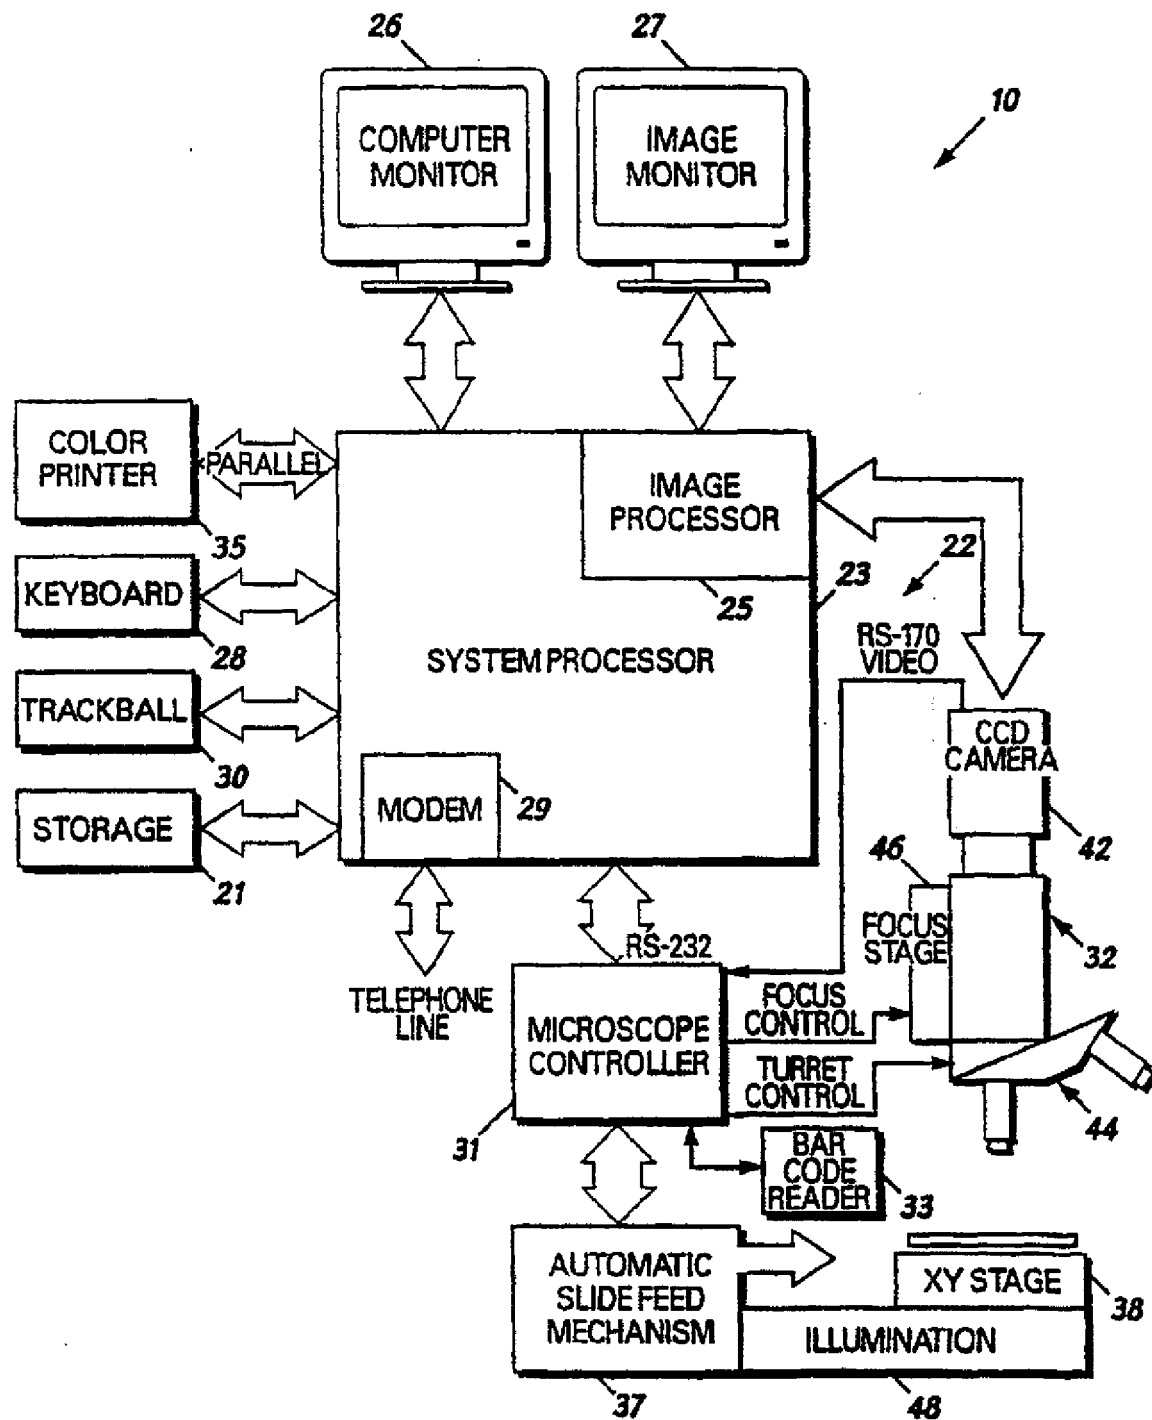 26
27
10
COMPUTER
MONITOR
IMAGE
MONITOR
COLOR
PRINTER
PARALLEL
35
IMAGE
PROCESSOR
25
23
22
KEYBOARD
28
SYSTEM PROCESSOR
RS-170
VIDEO
TRACKBALL
30
CCD
CAMERA
42
STORAGE
21
MODEM
29
46
FOCUS
STAGE
32
RS-232
TELEPHONE
LINE
MICROSCOPE
CONTROLLER
31
FOCUS
CONTROL
TURRET
CONTROL
44
BAR
CODE
READER
33
AUTOMATIC
SLIDE FEED
MECHANISM
37
XY STAGE
38
ILLUMINATION
48